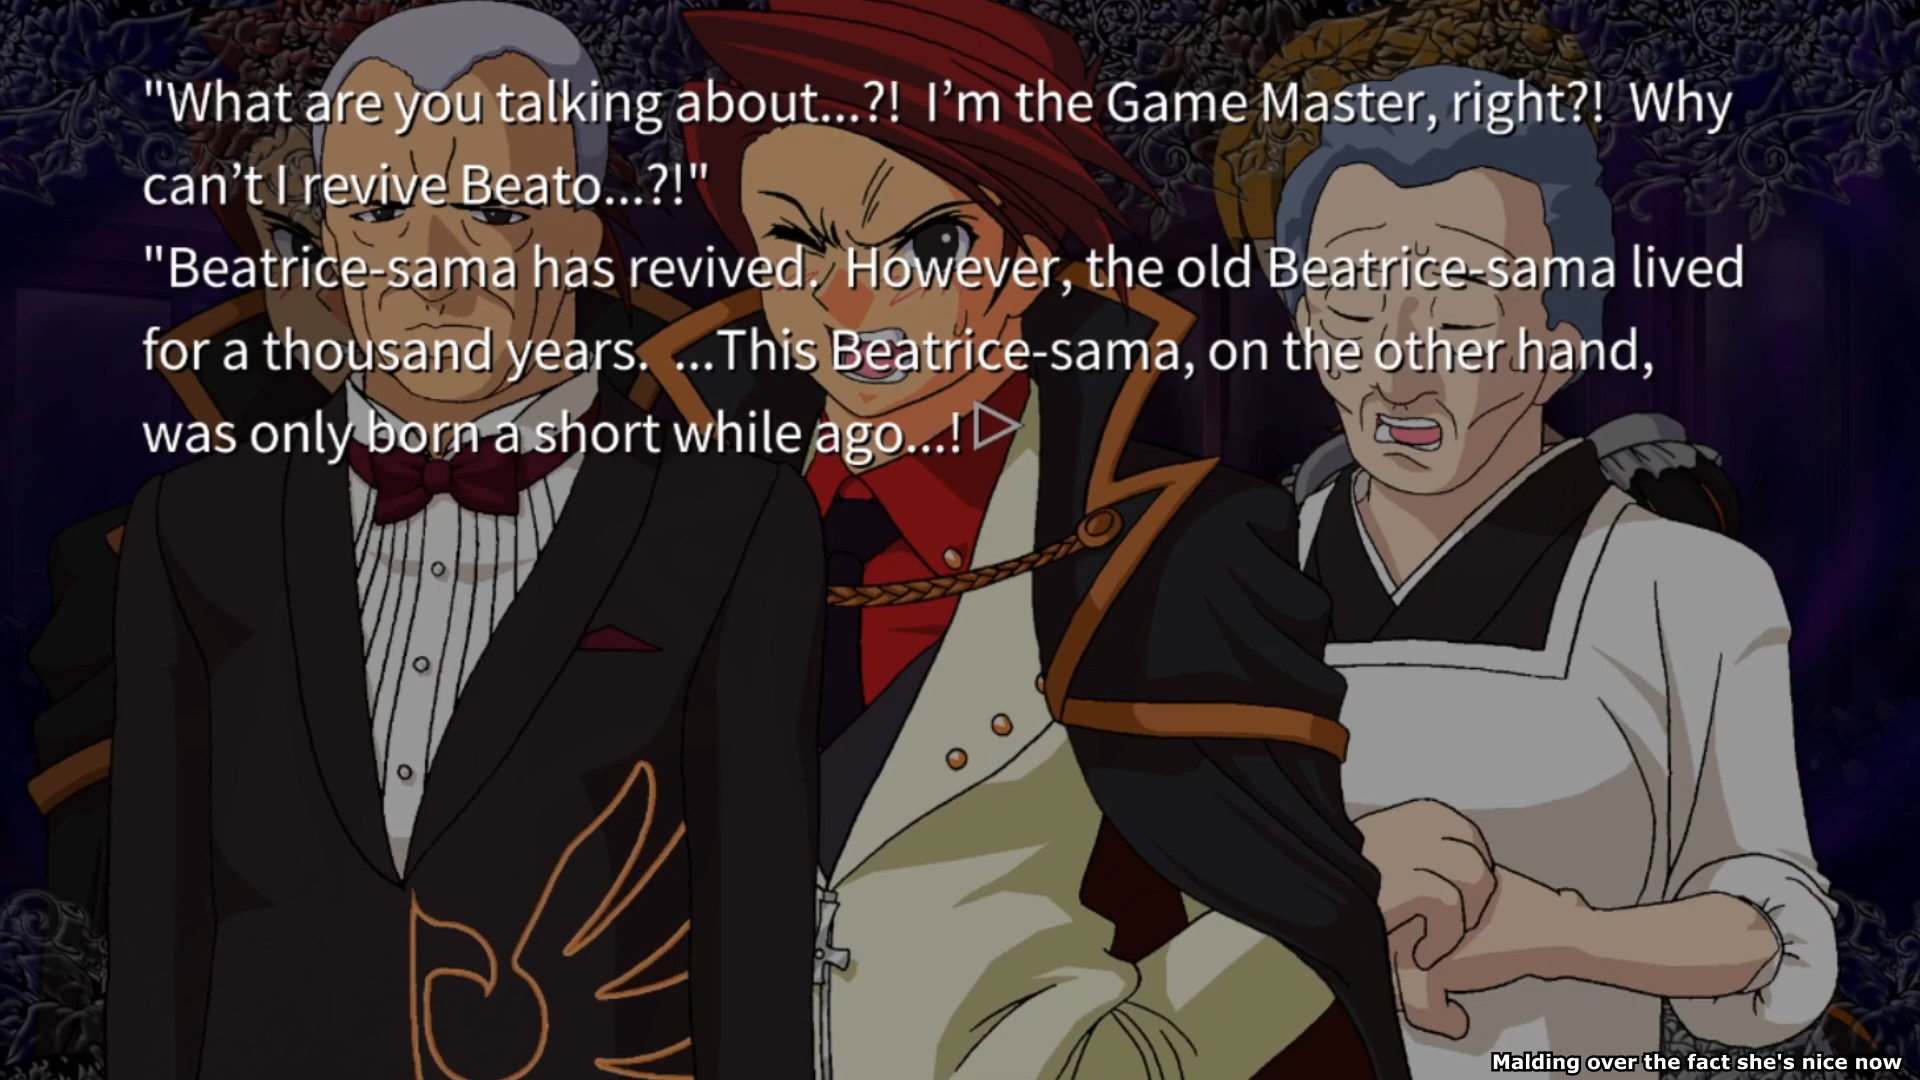 "What are you talking about...?!  I’m the Game Master, right?!  Why
can’t I revive Beato...?!"
"Beatrice-sama has revived.  However, the old Beatrice-sama lived
for a thousand years.  ...This Beatrice-sama, on the other hand,
was only born a short while ago...!
Malding over the fact she's nice now